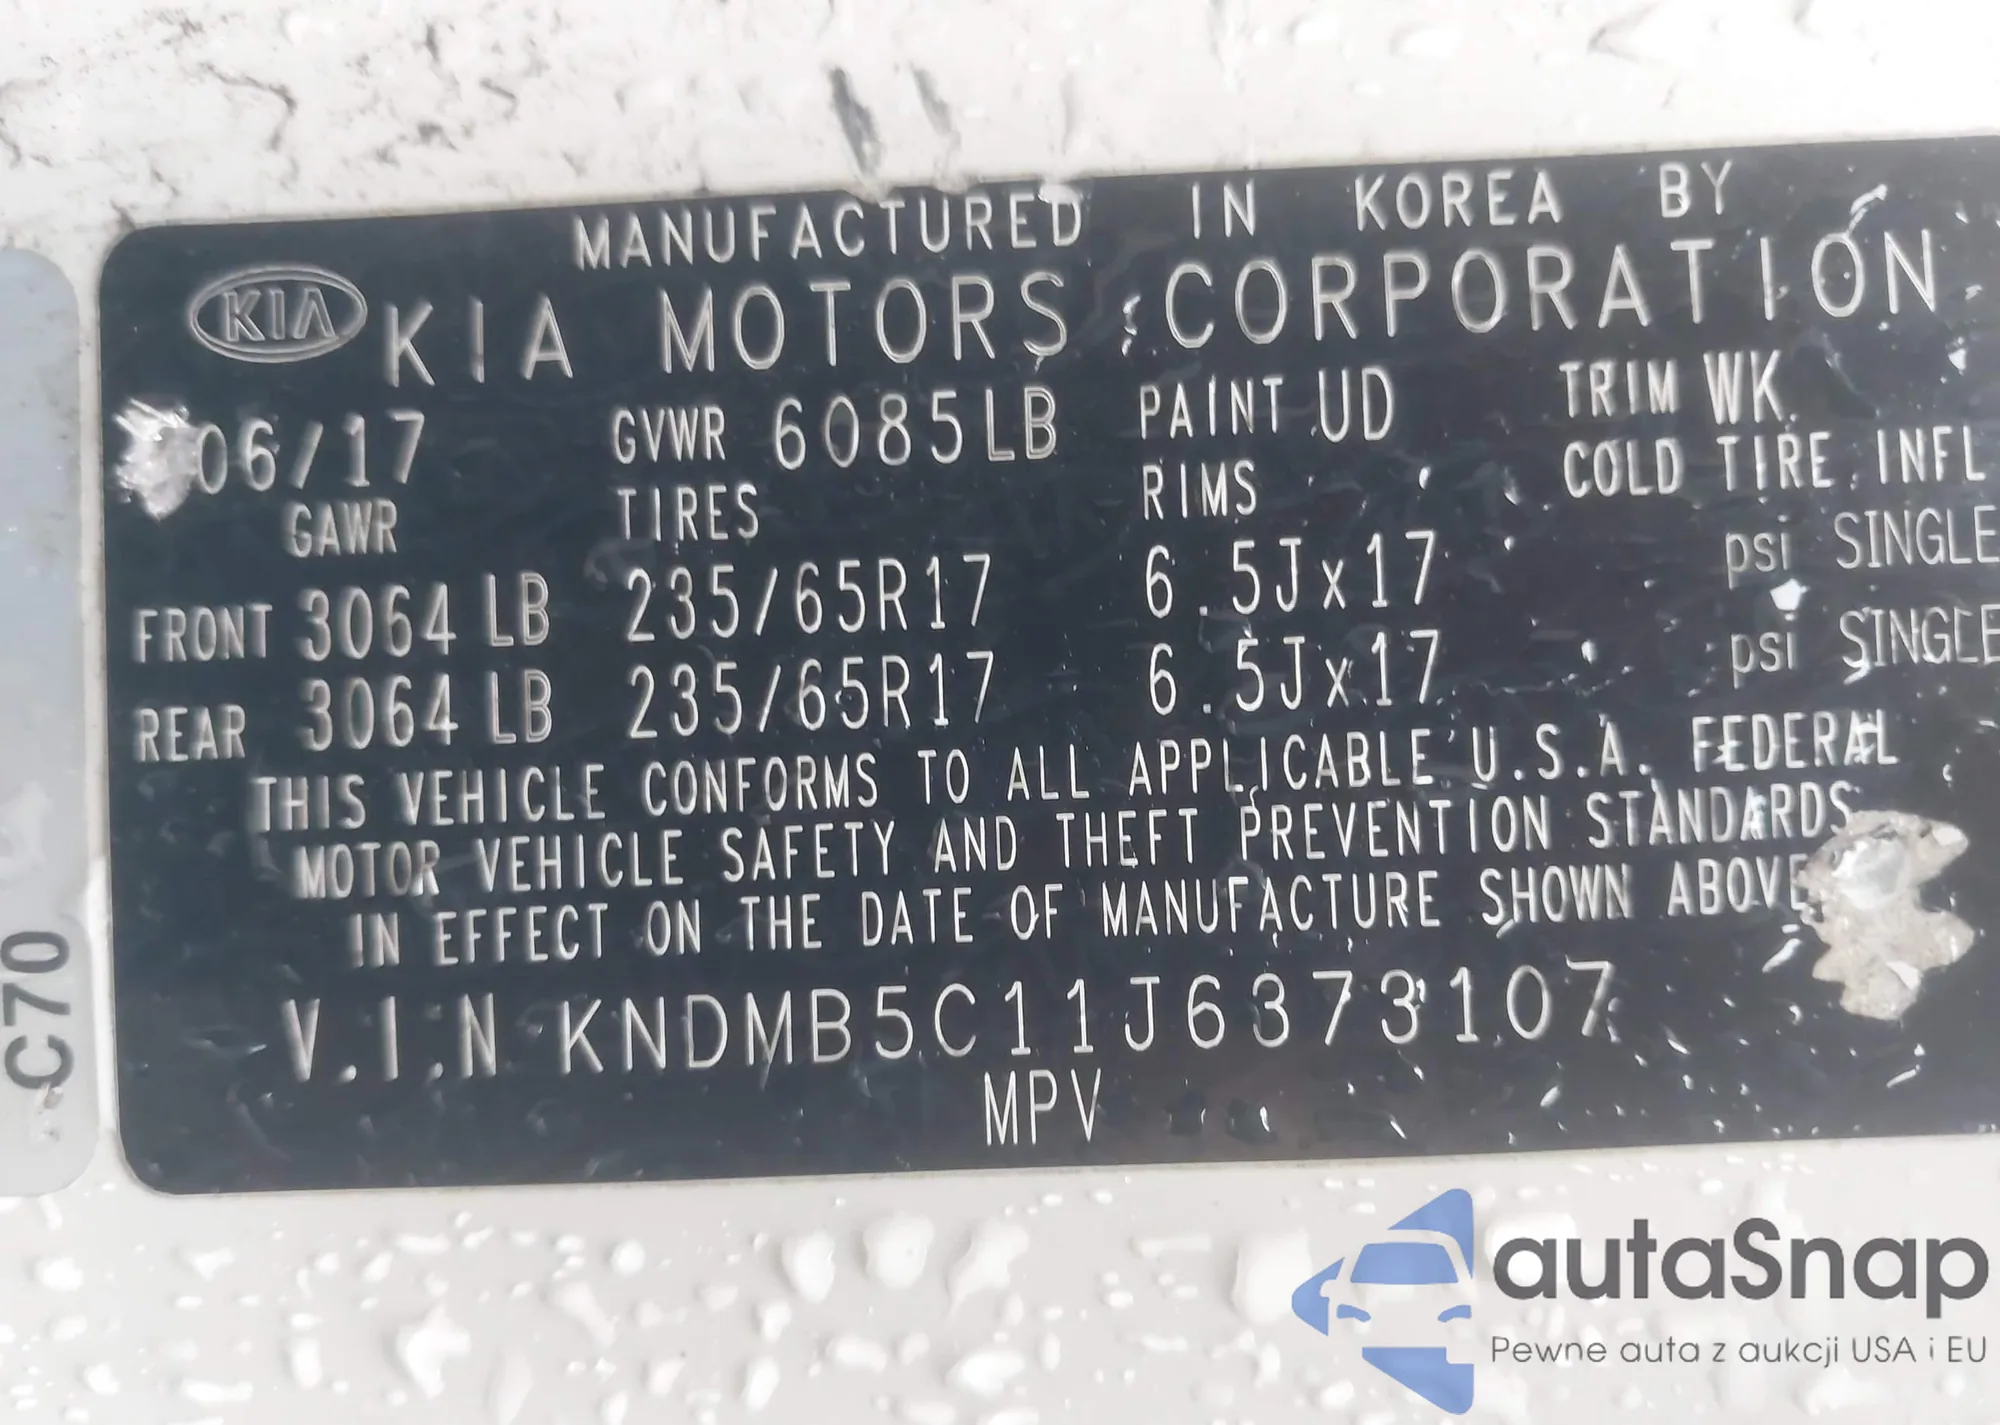 MANUFACTURED IN KOREA BY
KIA KIA MOTORS CORPORATION
06/17 GVWR 6085LB PAINT UD TRIM WK
GAWR TIRES RIMS COLD TIRE INFL
FRONT 3064 LB 235/65R17 6.5Jx17 psi SINGLE
REAR 3064 LB 235/65R17 6.5Jx17 psi SINGLE
THIS VEHICLE CONFORMS TO ALL APPLICABLE U.S.A. FEDERAL
MOTOR VEHICLE SAFETY AND THEFT PREVENTION STANDARDS
IN EFFECT ON THE DATE OF MANUFACTURE SHOWN ABOVE
V.I.N KNDMB5C11J6373107
MPV
C70
autaSnap
Pewne auta z aukcji USA i EU